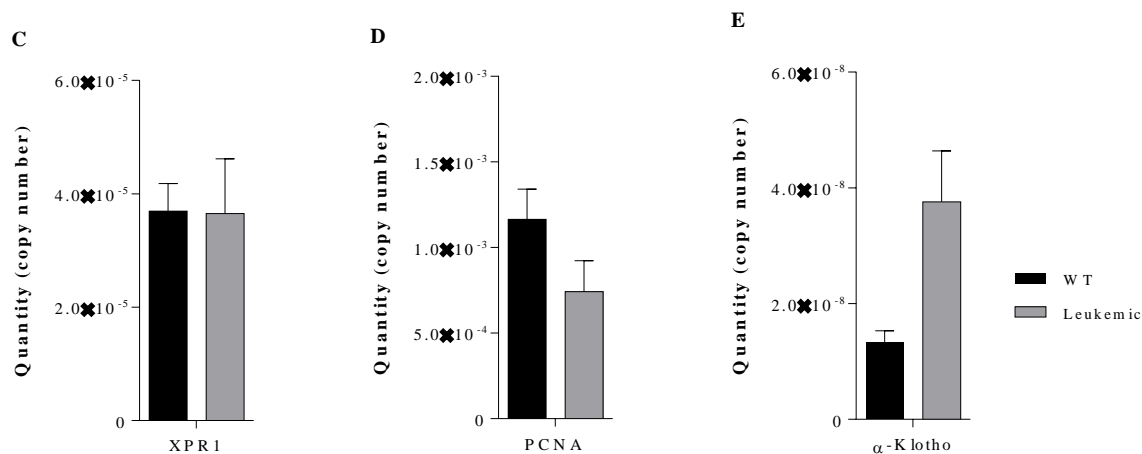 C
Quantity (copy number)
6.0✖10⁻⁵
4.0✖10⁻⁵
2.0✖10⁻⁵
0
XPR1
D
Quantity (copy number)
2.0✖10⁻³
1.5✖10⁻³
1.0✖10⁻³
5.0✖10⁻⁴
0
PCNA
E
Quantity (copy number)
6.0✖10⁻⁸
4.0✖10⁻⁸
2.0✖10⁻⁸
0
α-Klotho
WT
Leukemic